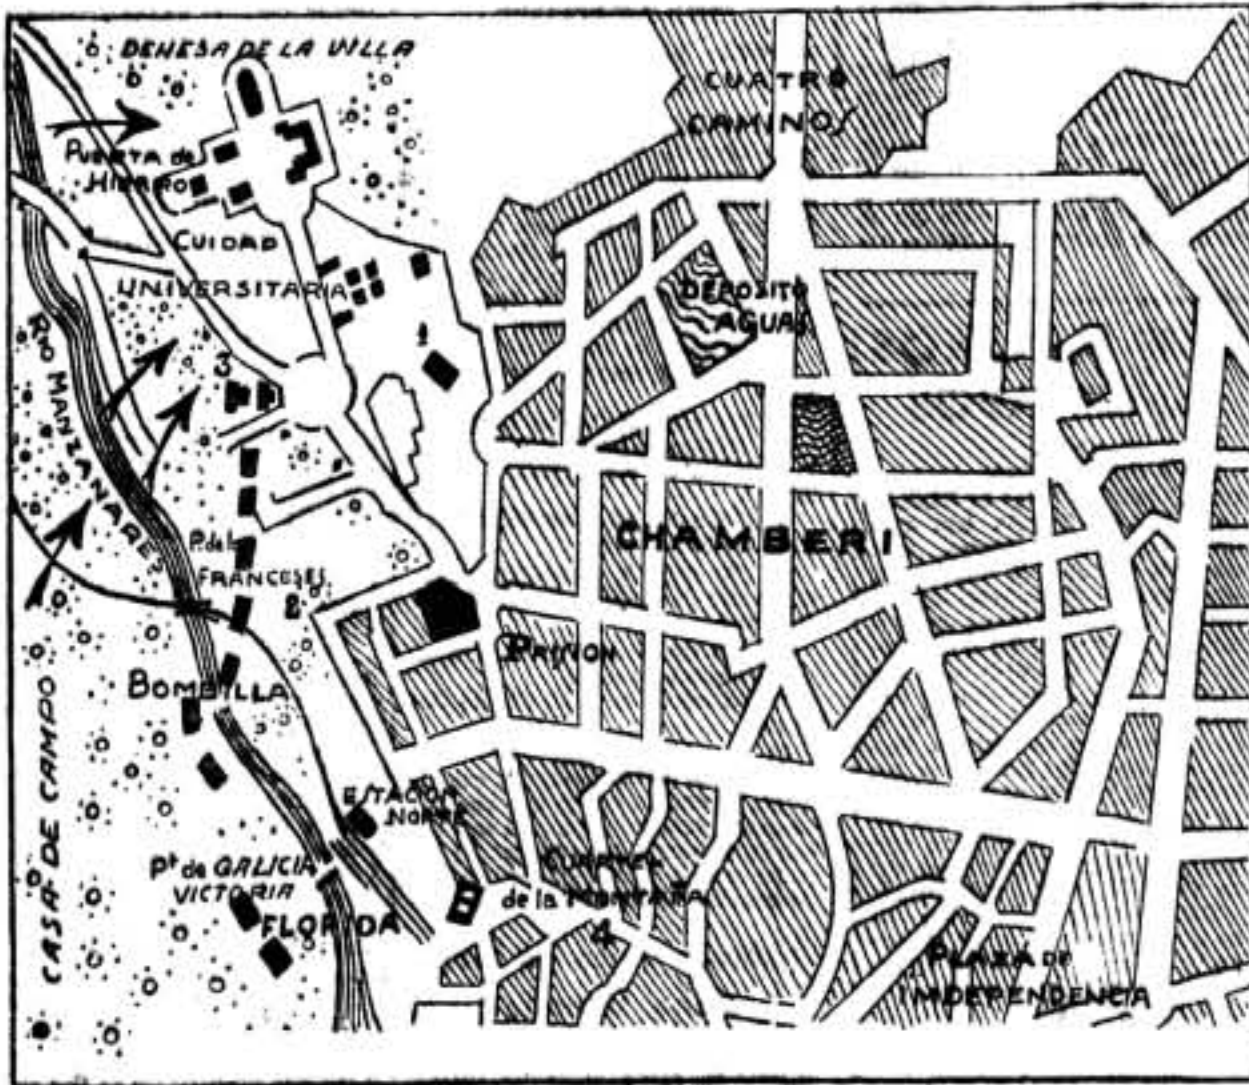 DEHESA DE LA VILLA
CUATRO
CAMINOS
PUERTA de
HIERRO
CUIDAD
UNIVERSITARIA
DEPOSITO
AGUAS
1
3
RIO MANZANARES
CHAMBERI
P. de los
FRANCESES
2
PRISION
BOMBILLA
CASA DE CAMPO
ESTACION
NORTE
Pt de GALICIA
VICTORIA
FLORIDA
CUARTEL
de la MONTAÑA
4
PLAZA DE
INDEPENDENCIA